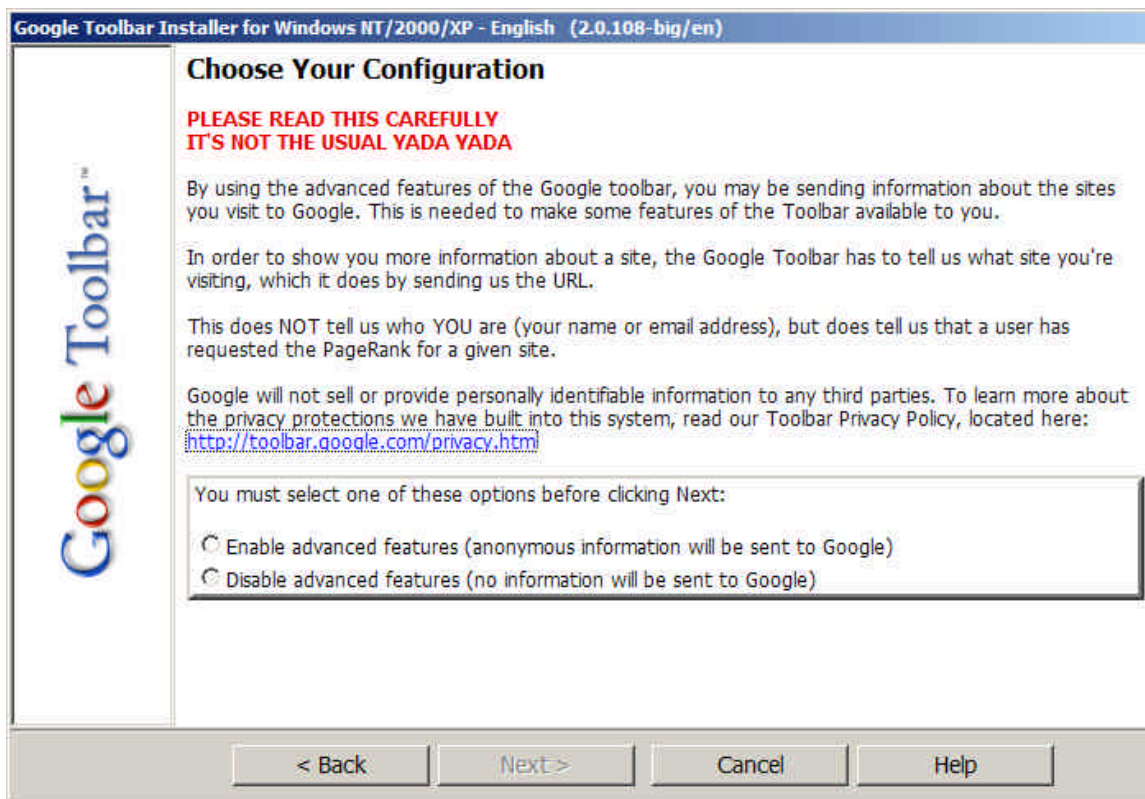 Google Toolbar Installer for Windows NT/2000/XP - English (2.0.108-big/en)
Google Toolbar™
Choose Your Configuration
PLEASE READ THIS CAREFULLY
IT'S NOT THE USUAL YADA YADA
By using the advanced features of the Google toolbar, you may be sending information about the sites
you visit to Google. This is needed to make some features of the Toolbar available to you.
In order to show you more information about a site, the Google Toolbar has to tell us what site you're
visiting, which it does by sending us the URL.
This does NOT tell us who YOU are (your name or email address), but does tell us that a user has
requested the PageRank for a given site.
Google will not sell or provide personally identifiable information to any third parties. To learn more about
the privacy protections we have built into this system, read our Toolbar Privacy Policy, located here:
http://toolbar.google.com/privacy.htm
You must select one of these options before clicking Next:
Enable advanced features (anonymous information will be sent to Google)
Disable advanced features (no information will be sent to Google)
< Back
Next >
Cancel
Help